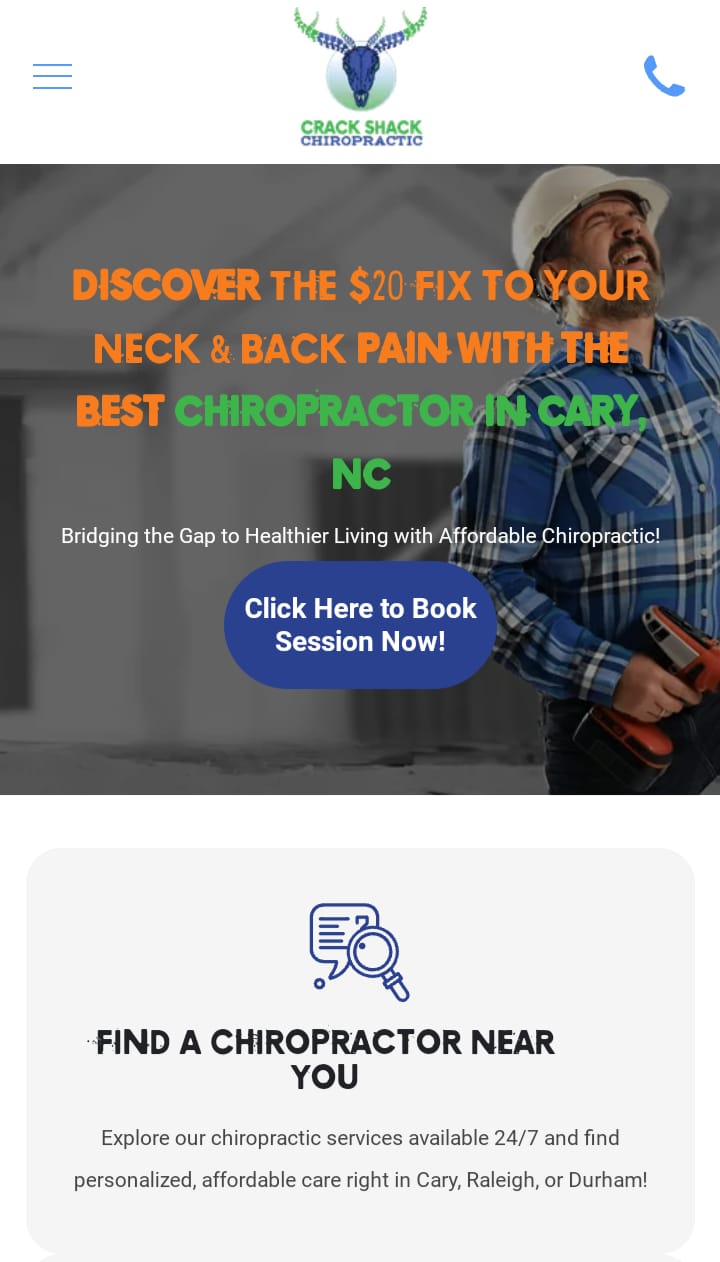 CRACK SHACK
CHIROPRACTIC
DISCOVER THE $20 FIX TO YOUR
NECK & BACK PAIN WITH THE
BEST CHIROPRACTOR IN CARY,
NC
Bridging the Gap to Healthier Living with Affordable Chiropractic!
Click Here to Book
Session Now!
FIND A CHIROPRACTOR NEAR
YOU
Explore our chiropractic services available 24/7 and find
personalized, affordable care right in Cary, Raleigh, or Durham!